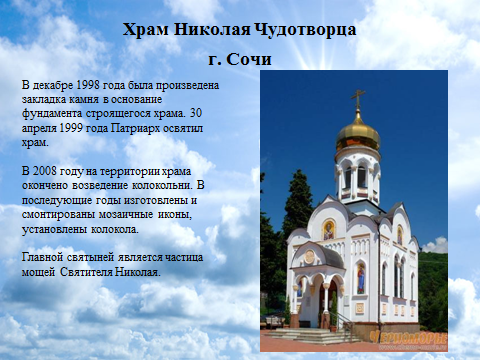 Храм Николая Чудотворца
г. Сочи
В декабре 1998 года была произведена
закладка камня в основание
фундамента строящегося храма. 30
апреля 1999 года Патриарх освятил
храм.
В 2008 году на территории храма
окончено возведение колокольни. В
последующие годы изготовлены и
смонтированы мозаичные иконы,
установлены колокола.
Главной святыней является частица
мощей Святителя Николая.